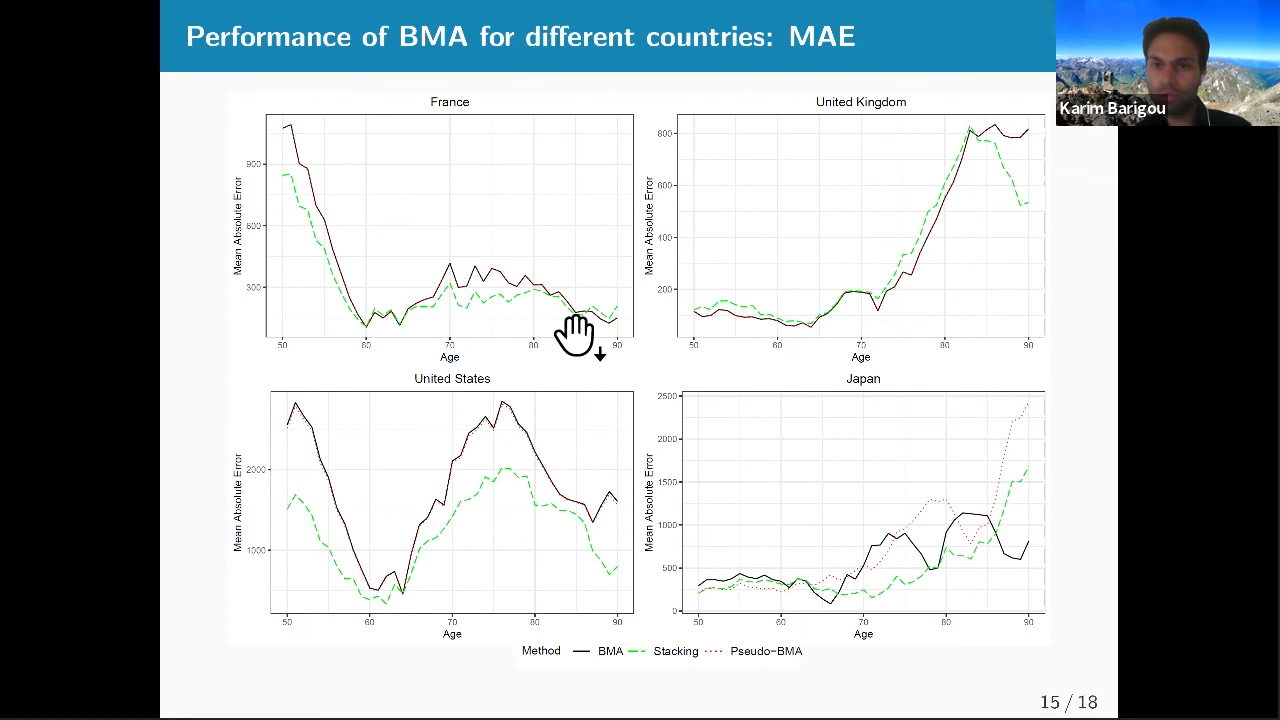 Performance of BMA for different countries: MAE
Karim Barigou
France
Mean Absolute Error
900
600
300
50 60 70 80 90
Age
United Kingdom
Mean Absolute Error
800
600
400
200
50 60 70 80 90
Age
United States
Mean Absolute Error
2000
1000
50 60 70 80 90
Age
Japan
Mean Absolute Error
2500
2000
1500
1000
500
0
50 60 70 80 90
Age
Method BMA Stacking Pseudo-BMA
15 / 18